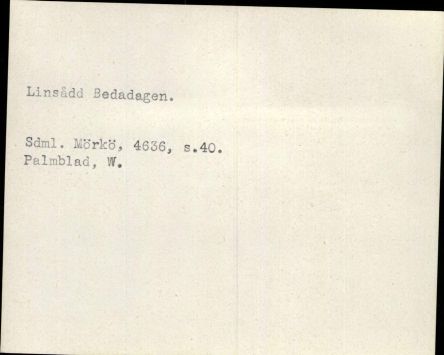 Linsådd Bedadagen.
Sdml. Mörkö, 4636, s.40.
Palmblad, W.